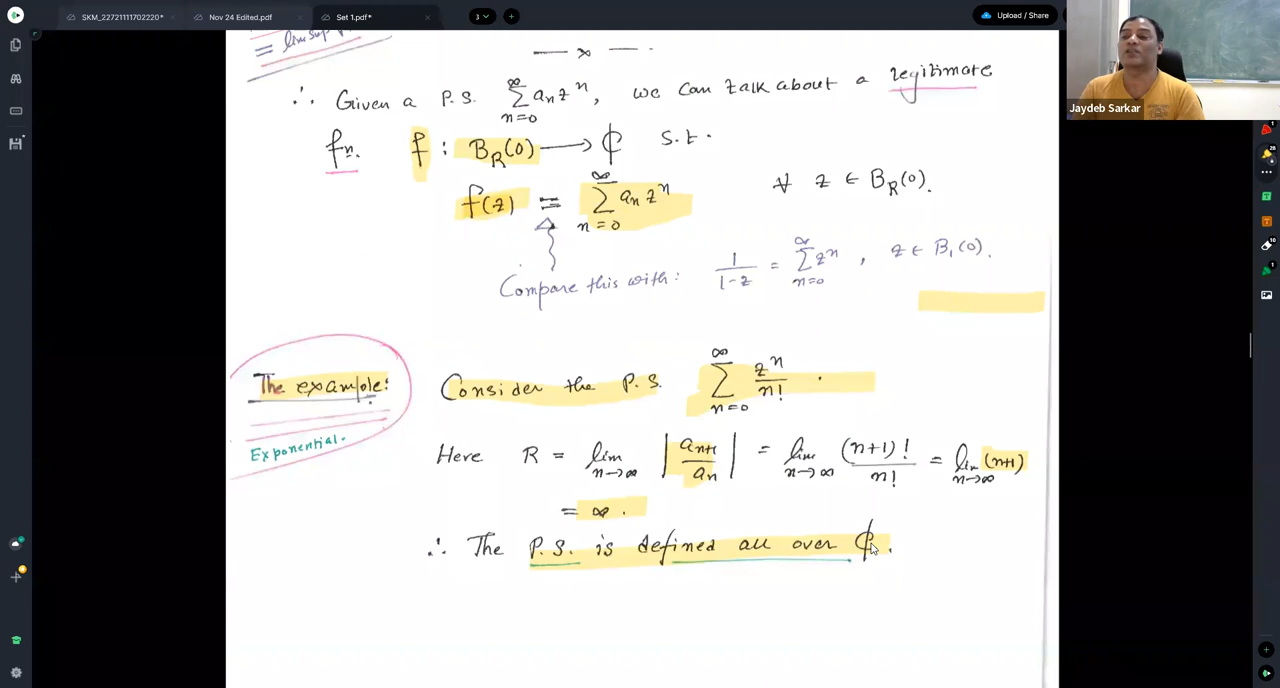 SKM_22721111702220* Nov 24 Edited.pdf Set 1.pdf* 3 Upload / Share
= limsup
— x —
∴ Given a P.S. ∑_{n=0}^{∞} a_n z^n, we can talk about a legitimate
Jaydeb Sarkar
fn. f : B_R(0) ⟶ ℂ s.t.
f(z) = ∑_{n=0}^{∞} a_n z^n ∀ z ∈ B_R(0).
Compare this with: 1/(1-z) = ∑_{n=0}^{∞} z^n, z ∈ B_1(0).
The example: Consider the P.S. ∑_{n=0}^{∞} z^n/n! .
Exponential. Here R = lim_{n→∞} |a_{n+1}/a_n| = lim_{n→∞} (n+1)!/n! = lim_{n→∞} (n+1)
= ∞.
∴ The P.S. is defined all over ℂ.